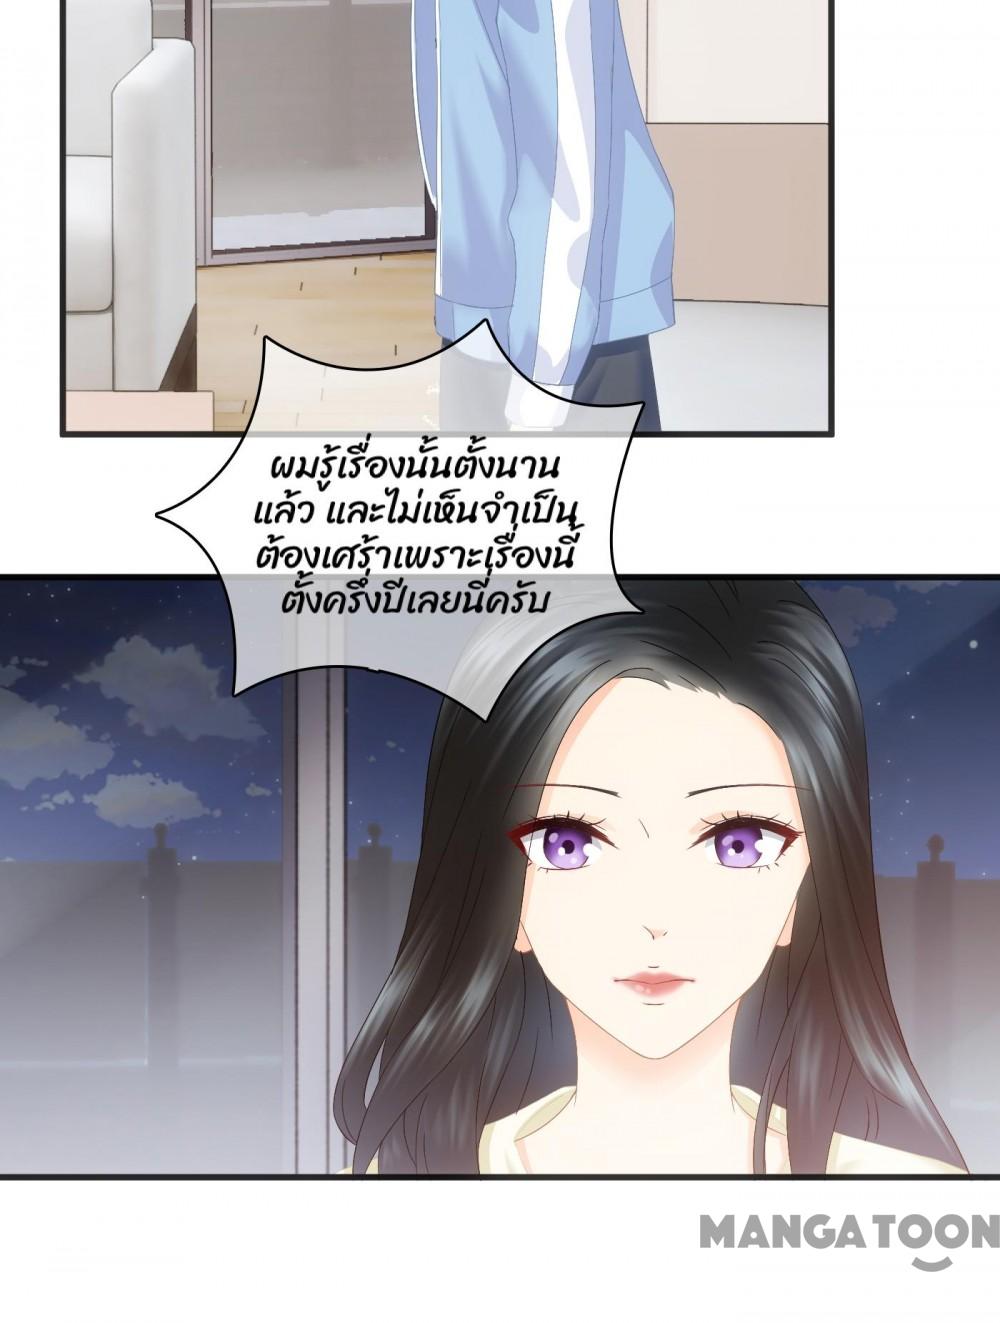 ผมรู้เรื่องนั้นตั้งนาน
แล้ว และไม่เห็นจำเป็น
ต้องเศร้าเพราะเรื่องนี้
ตั้งครึ่งปีเลยนี่ครับ
MANGATOON